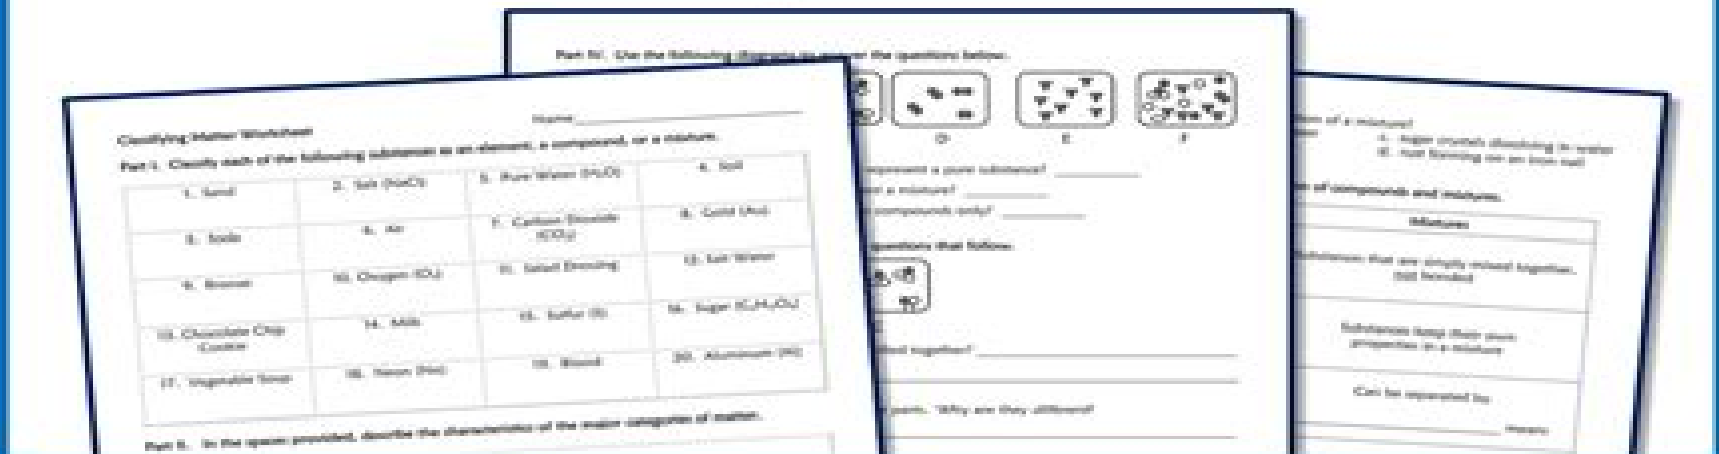 Classifying Matter Worksheet
Name
Part I. Classify each of the following substances as an element, a compound, or a mixture.
1. Sand
2. Salt (NaCl)
3. Pure Water (H₂O)
4. Soil
5. Soda
6. Air
7. Carbon Dioxide
(CO₂)
8. Gold (Au)
9. Bronze
10. Oxygen (O₂)
11. Salad Dressing
12. Salt Water
13. Chocolate Chip
Cookie
14. Milk
15. Sulfur (S)
16. Sugar
17. Vegetable Soup
18. Neon (Ne)
19. Blood
20. Aluminum (Al)
Part II. In the spaces provided, describe the characteristics of the major categories of matter.
Part IV. Use the following diagrams to answer the questions below.
D
E
F
represent a pure substance?
a mixture?
compounds only?
questions that follow.
together?
parts. Why are they different?
of a mixture?
sugar crystals dissolving in water
rust forming on an iron nail
of compounds and mixtures.
Mixtures
Substances that are simply mixed together,
not bonded
Substances keep their own
properties in a mixture
Can be separated by
means